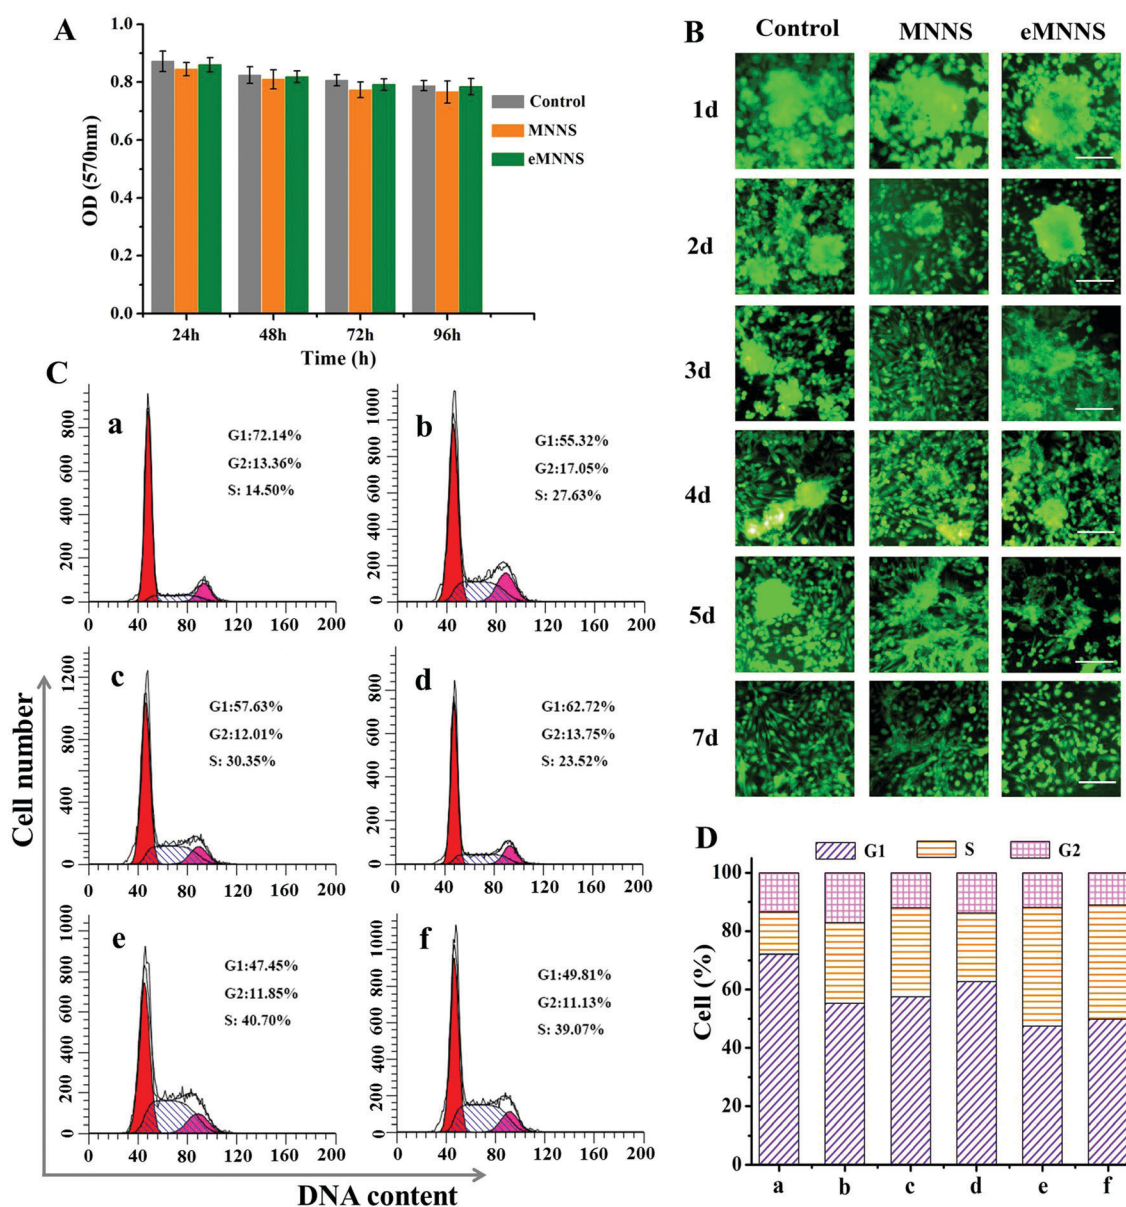 A
1.0
0.8
0.6
0.4
0.2
0.0
OD (570nm)
24h
48h
72h
96h
Time (h)
Control
MNNS
eMNNS
B
Control
MNNS
eMNNS
1d
2d
3d
4d
5d
7d
C
a
G1:72.14%
G2:13.36%
S: 14.50%
800
600
400
200
0
0 40 80 120 160 200
b
G1:55.32%
G2:17.05%
S: 27.63%
1000
800
600
400
200
0
0 40 80 120 160 200
c
G1:57.63%
G2:12.01%
S: 30.35%
1200
800
400
0
0 40 80 120 160 200
d
G1:62.72%
G2:13.75%
S: 23.52%
800
600
400
200
0
0 40 80 120 160 200
e
G1:47.45%
G2:11.85%
S: 40.70%
1000
800
600
400
200
0
0 40 80 120 160 200
f
G1:49.81%
G2:11.13%
S: 39.07%
1000
800
600
400
200
0
0 40 80 120 160 200
Cell number
DNA content
D
G1
S
G2
100
80
60
40
20
0
Cell (%)
a b c d e f